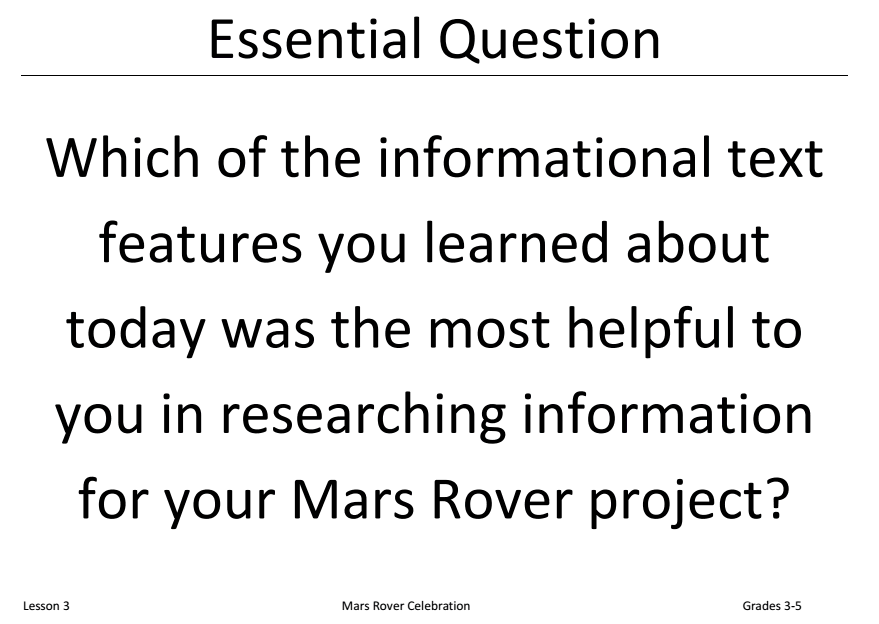 Essential Question
Which of the informational text
features you learned about
today was the most helpful to
you in researching information
for your Mars Rover project?
Lesson 3 Mars Rover Celebration Grades 3-5